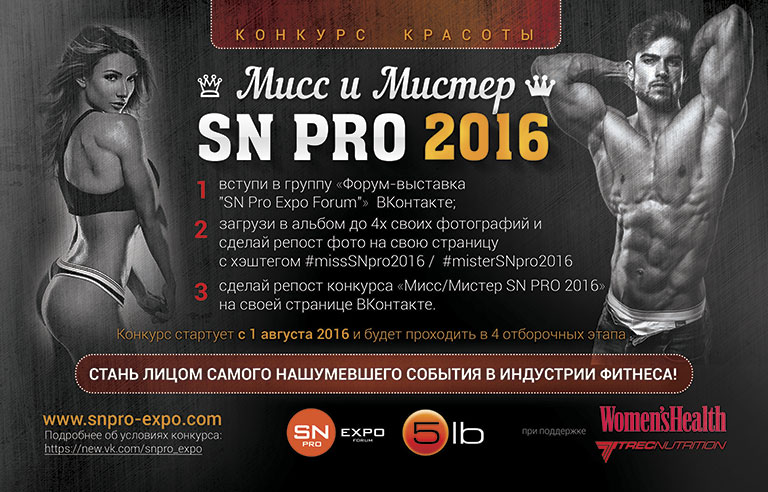 КОНКУРС КРАСОТЫ
Мисс и Мистер
SN PRO 2016
1 вступи в группу «Форум-выставка
"SN Pro Expo Forum"» ВКонтакте;
2 загрузи в альбом до 4х своих фотографий и
сделай репост фото на свою страницу
с хэштегом #missSNpro2016 / #misterSNpro2016
3 сделай репост конкурса «Мисс/Мистер SN PRO 2016»
на своей странице ВКонтакте.
Конкурс стартует с 1 августа 2016 и будет проходить в 4 отборочных этапа.
СТАНЬ ЛИЦОМ САМОГО НАШУМЕВШЕГО СОБЫТИЯ В ИНДУСТРИИ ФИТНЕСА!
www.snpro-expo.com
Подробнее об условиях конкурса:
https://new.vk.com/snpro_expo
SN PRO EXPO FORUM
5lb
при поддержке
Women'sHealth
TREC NUTRITION